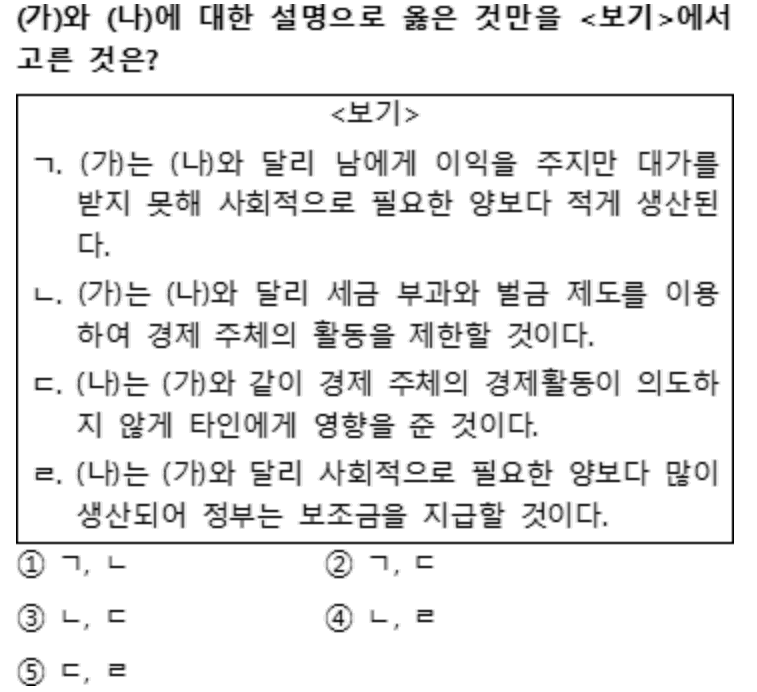 (가)와 (나)에 대한 설명으로 옳은 것만을 <보기>에서
고른 것은?
<보기>
ㄱ. (가)는 (나)와 달리 남에게 이익을 주지만 대가를
받지 못해 사회적으로 필요한 양보다 적게 생산된
다.
ㄴ. (가)는 (나)와 달리 세금 부과와 벌금 제도를 이용
하여 경제 주체의 활동을 제한할 것이다.
ㄷ. (나)는 (가)와 같이 경제 주체의 경제활동이 의도하
지 않게 타인에게 영향을 준 것이다.
ㄹ. (나)는 (가)와 달리 사회적으로 필요한 양보다 많이
생산되어 정부는 보조금을 지급할 것이다.
① ㄱ, ㄴ ② ㄱ, ㄷ
③ ㄴ, ㄷ ④ ㄴ, ㄹ
⑤ ㄷ, ㄹ